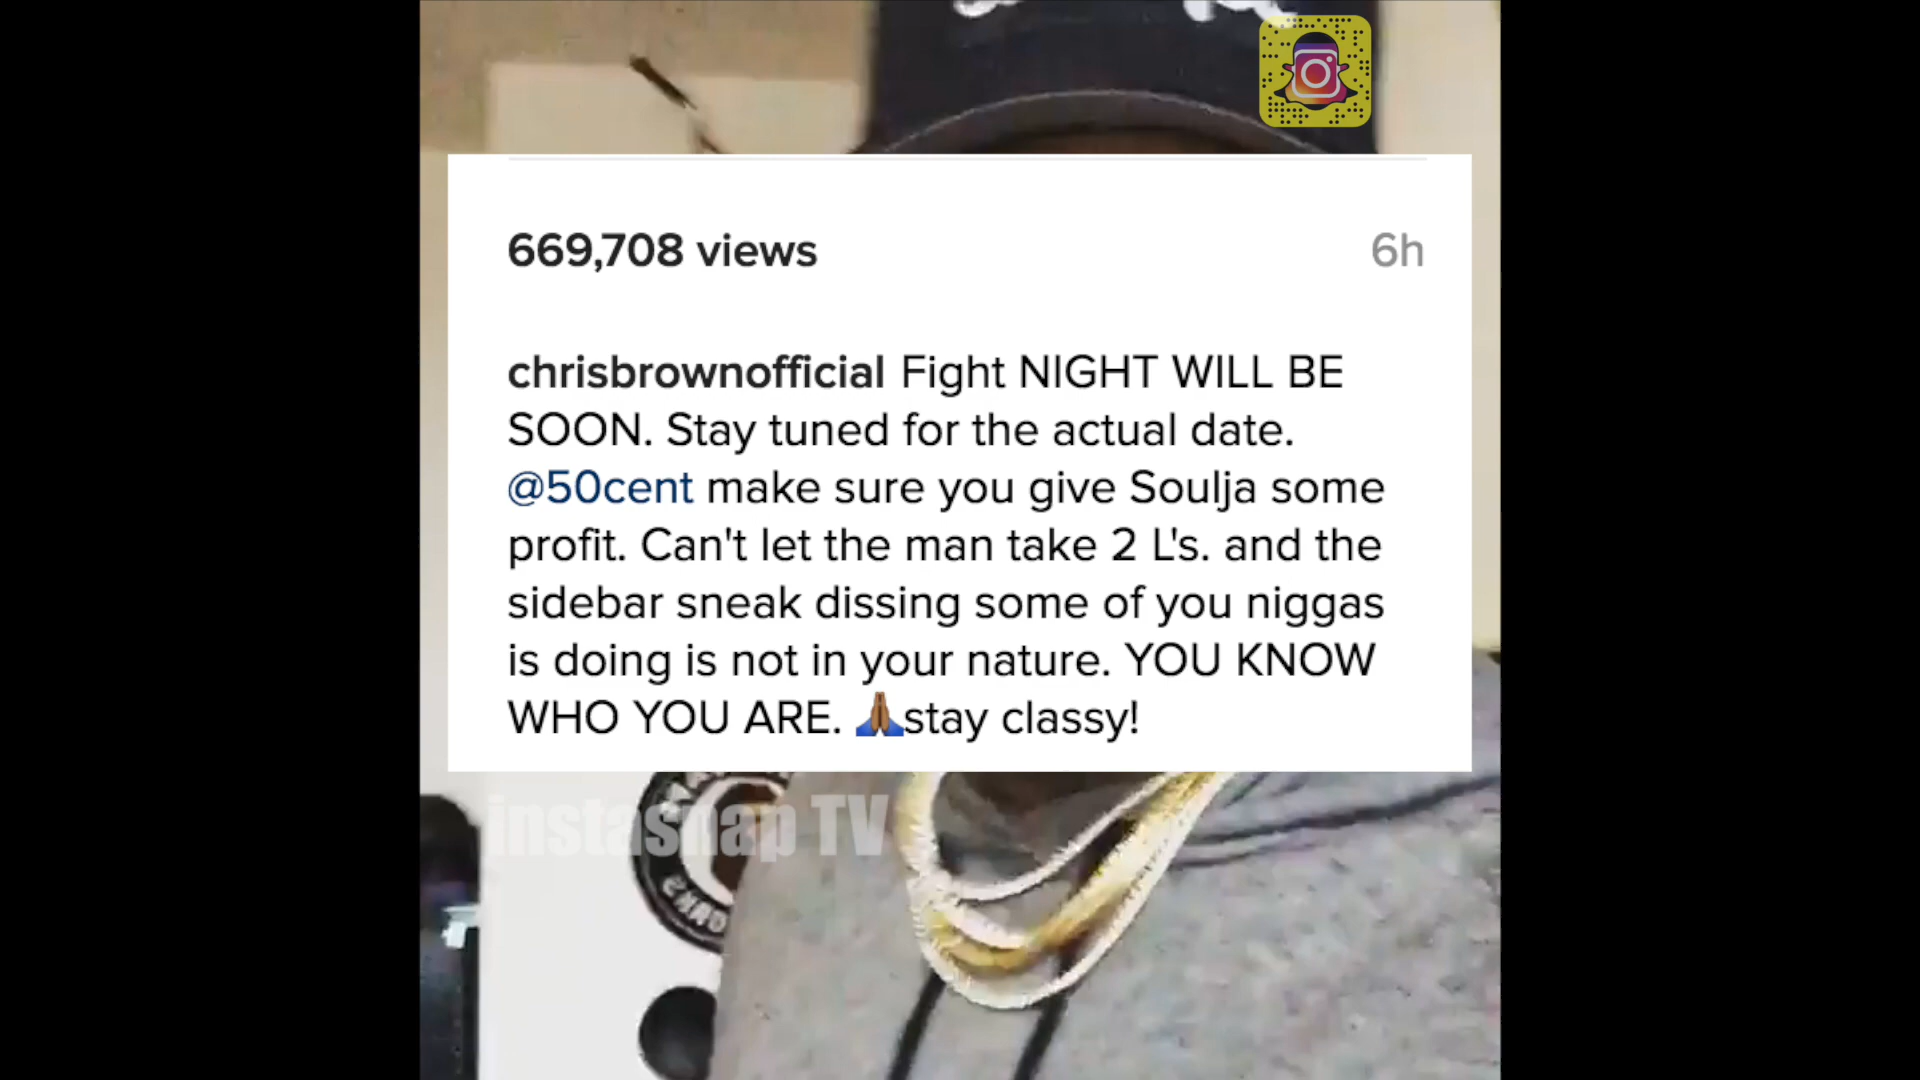 669,708 views 6h
chrisbrownofficial Fight NIGHT WILL BE
SOON. Stay tuned for the actual date.
@50cent make sure you give Soulja some
profit. Can't let the man take 2 L's. and the
sidebar sneak dissing some of you niggas
is doing is not in your nature. YOU KNOW
WHO YOU ARE. 🙏🏾stay classy!
instasnap TV